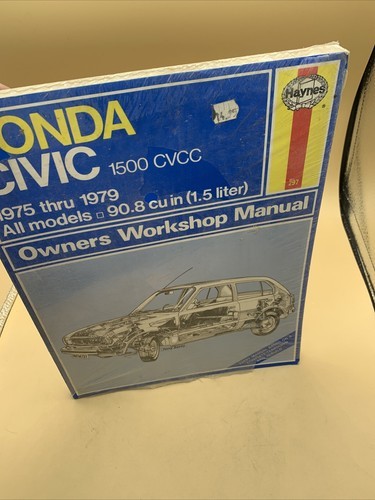 ONDA
CIVIC 1500 CVCC
1975 thru 1979
All models □ 90.8 cu in (1.5 liter)
Owners Workshop Manual
Haynes